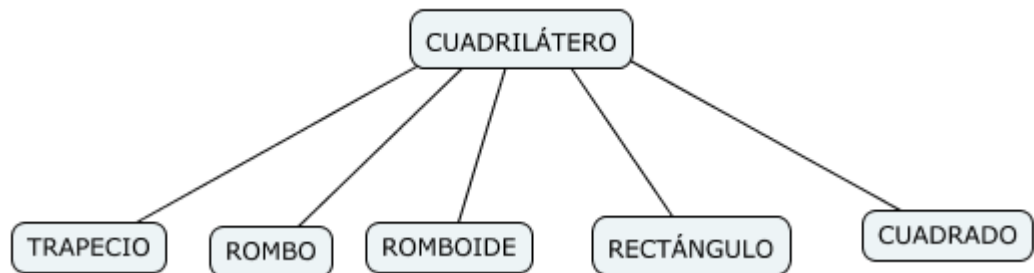 CUADRILÁTERO
TRAPECIO
ROMBO
ROMBOIDE
RECTÁNGULO
CUADRADO